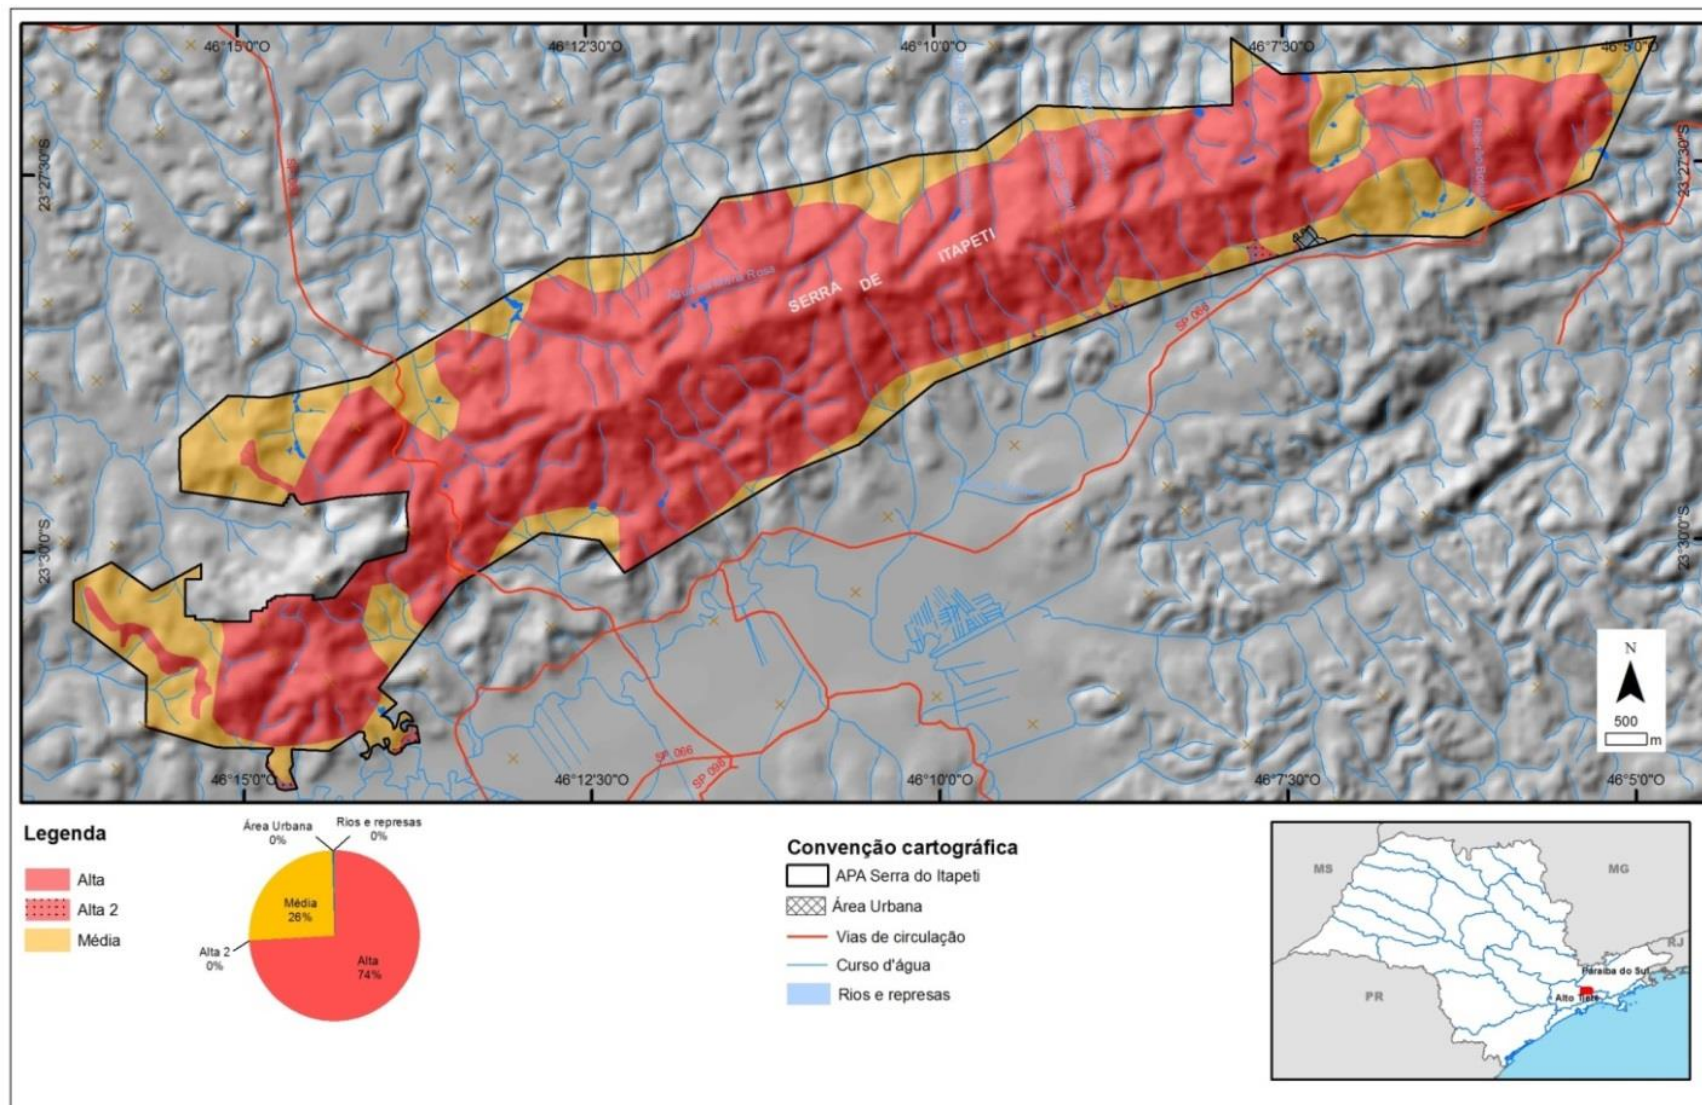 46°15'0"O
46°12'30"O
46°10'0"O
46°7'30"O
46°5'0"O
23°27'30"S
23°27'30"S
SERRA DE ITAPETI
SP 066
23°30'0"S
23°30'0"S
N
500
m
SP 066
SP 098
46°15'0"O
46°12'30"O
46°10'0"O
46°7'30"O
46°5'0"O
Legenda
Alta
Alta 2
Média
Área Urbana
0%
Rios e represas
0%
Média
26%
Alta 2
0%
Alta
74%
Convenção cartográfica
APA Serra do Itapeti
Área Urbana
Vias de circulação
Curso d'água
Rios e represas
MS
MG
RJ
Paraiba do Sul
Alto Tietê
PR